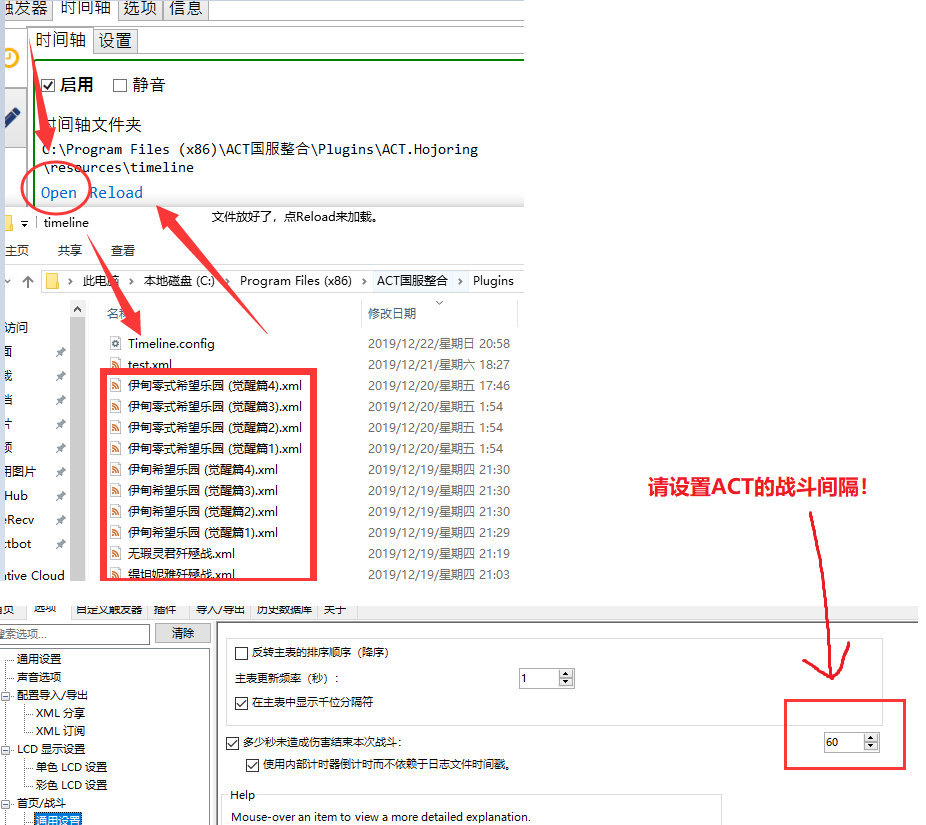 触发器 时间轴 选项 信息
时间轴 设置
启用 静音
时间轴文件夹
C:\Program Files (x86)\ACT国服整合\Plugins\ACT.Hojoring
\resources\timeline
Open Reload
文件放好了，点Reload来加载。
timeline
主页 共享 查看
此电脑 本地磁盘 (C:) Program Files (x86) ACT国服整合 Plugins
修改日期
访问
Timeline.config 2019/12/22/星期日 20:58
test.xml 2019/12/21/星期六 18:27
伊甸零式希望乐园 (觉醒篇4).xml 2019/12/20/星期五 17:46
伊甸零式希望乐园 (觉醒篇3).xml 2019/12/20/星期五 1:54
伊甸零式希望乐园 (觉醒篇2).xml 2019/12/20/星期五 1:54
伊甸零式希望乐园 (觉醒篇1).xml 2019/12/20/星期五 1:54
用图片
伊甸希望乐园 (觉醒篇4).xml 2019/12/19/星期四 21:30
Hub
伊甸希望乐园 (觉醒篇3).xml 2019/12/19/星期四 21:30
eRecv
伊甸希望乐园 (觉醒篇2).xml 2019/12/19/星期四 21:30
tbot
伊甸希望乐园 (觉醒篇1).xml 2019/12/19/星期四 21:29
无瑕灵君歼殛战.xml 2019/12/19/星期四 21:19
ative Cloud
缇坦妮雅歼殛战.xml 2019/12/19/星期四 21:03
请设置ACT的战斗间隔！
首页 选项 自定义触发器 插件 导入/导出 历史数据库 关于
搜索选项... 清除
通用设置
声音选项
配置导入/导出
XML 分享
XML 订阅
LCD 显示设置
单色 LCD 设置
彩色 LCD 设置
首页/战斗
通用设置
反转主表的排序顺序（降序）
主表更新频率（秒）： 1
在主表中显示千位分隔符
多少秒未造成伤害结束本次战斗： 60
使用内部计时器倒计时而不依赖于日志文件时间戳。
Help
Mouse-over an item to view a more detailed explanation.